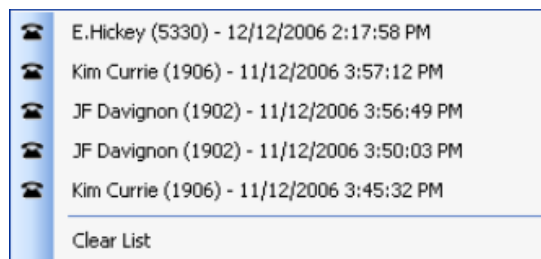 E.Hickey (5330) - 12/12/2006 2:17:58 PM
Kim Currie (1906) - 11/12/2006 3:57:12 PM
JF Davignon (1902) - 11/12/2006 3:56:49 PM
JF Davignon (1902) - 11/12/2006 3:50:03 PM
Kim Currie (1906) - 11/12/2006 3:45:32 PM
Clear List